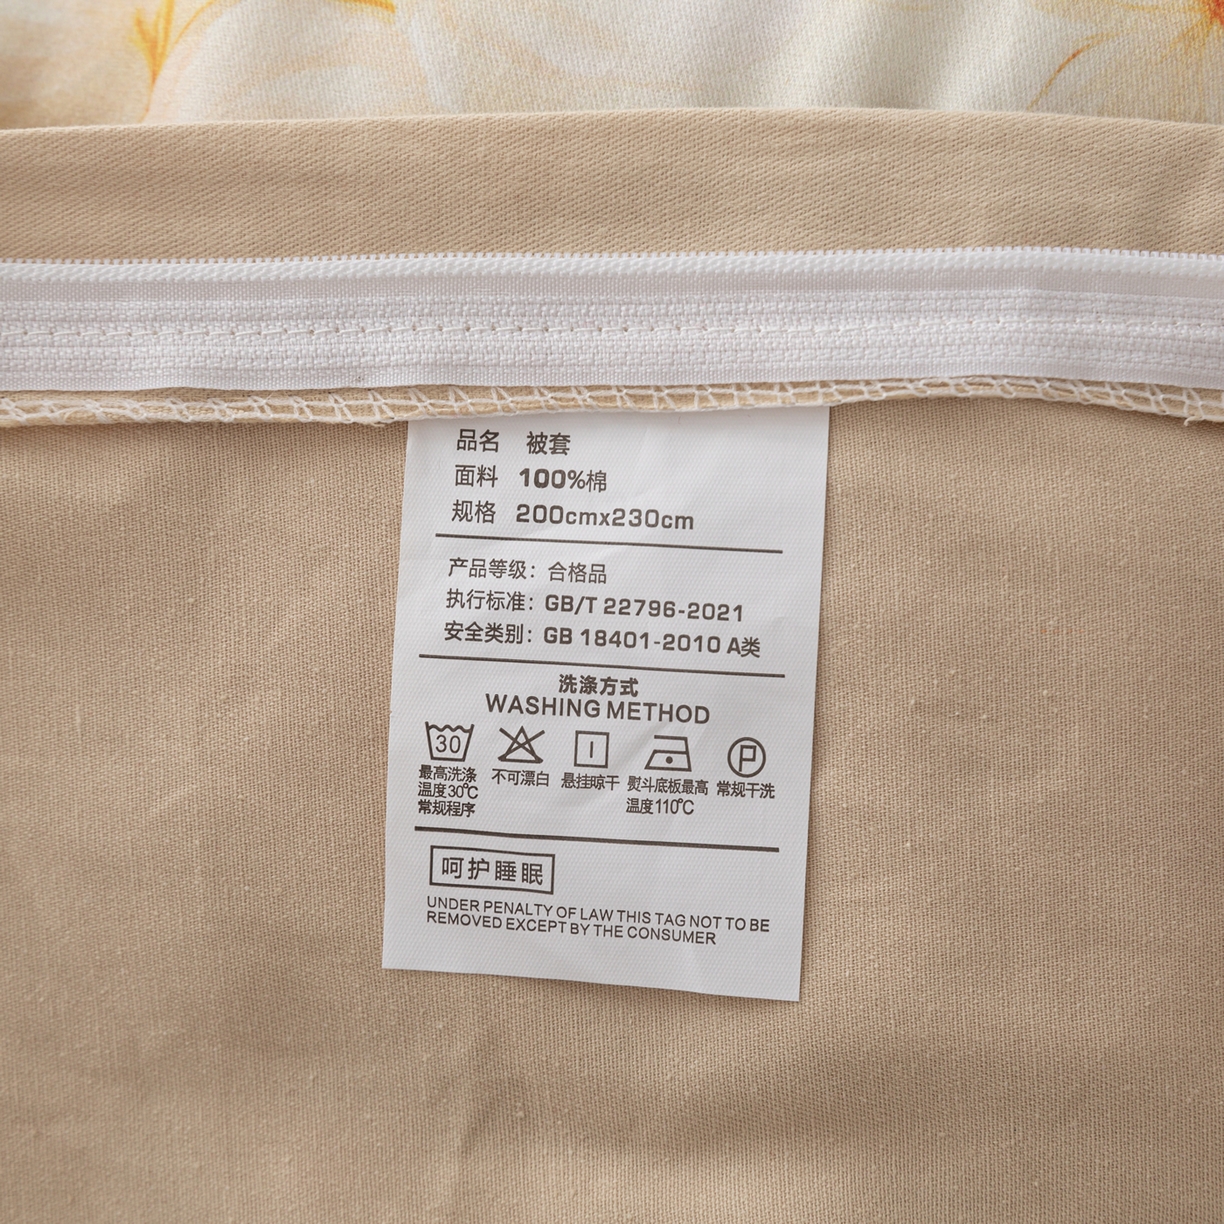 品名 被套
面料 100%棉
规格 200cmx230cm
产品等级：合格品
执行标准：GB/T 22796-2021
安全类别：GB 18401-2010 A类
洗涤方式
WASHING METHOD
30 P
最高洗涤 不可漂白 悬挂晾干 熨斗底板最高 常规干洗
温度30℃ 温度110℃
常规程序
呵护睡眠
UNDER PENALTY OF LAW THIS TAG NOT TO BE
REMOVED EXCEPT BY THE CONSUMER